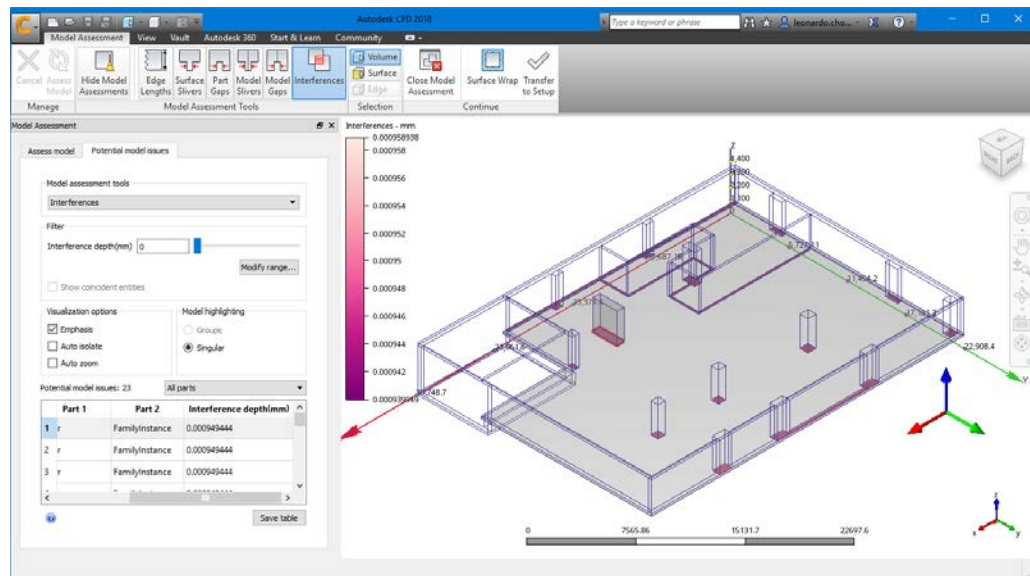 Autodesk CFD 2018
Type a keyword or phrase
leonardo.cho...
Model Assessment View Vault Autodesk 360 Start & Learn Community
Cancel Assess Model
Hide Model Assessments
Edge Lengths
Surface Slivers
Part Gaps
Model Slivers
Model Gaps
Interferences
Volume
Surface
Edge
Close Model Assessment
Surface Wrap
Transfer to Setup
Manage
Model Assessment Tools
Selection
Continue
Model Assessment
Assess model Potential model issues
Model assessment tools
Interferences
Filter
Interference depth(mm) 0
Modify range...
Show coincident entities
Visualization options
Emphasis
Auto isolate
Auto zoom
Model highlighting
Groups
Singular
Potential model issues: 23 All parts
Part 1 Part 2 Interference depth(mm)
1 r FamilyInstance 0.000949444
2 r FamilyInstance 0.000949444
3 r FamilyInstance 0.000949444
Save table
Interferences - mm
0.000958938
0.000958
0.000956
0.000954
0.000952
0.00095
0.000948
0.000946
0.000944
0.000942
0.000939949
Z
22,908.4
Y
0 7565.86 15131.7 22697.6
z
x y